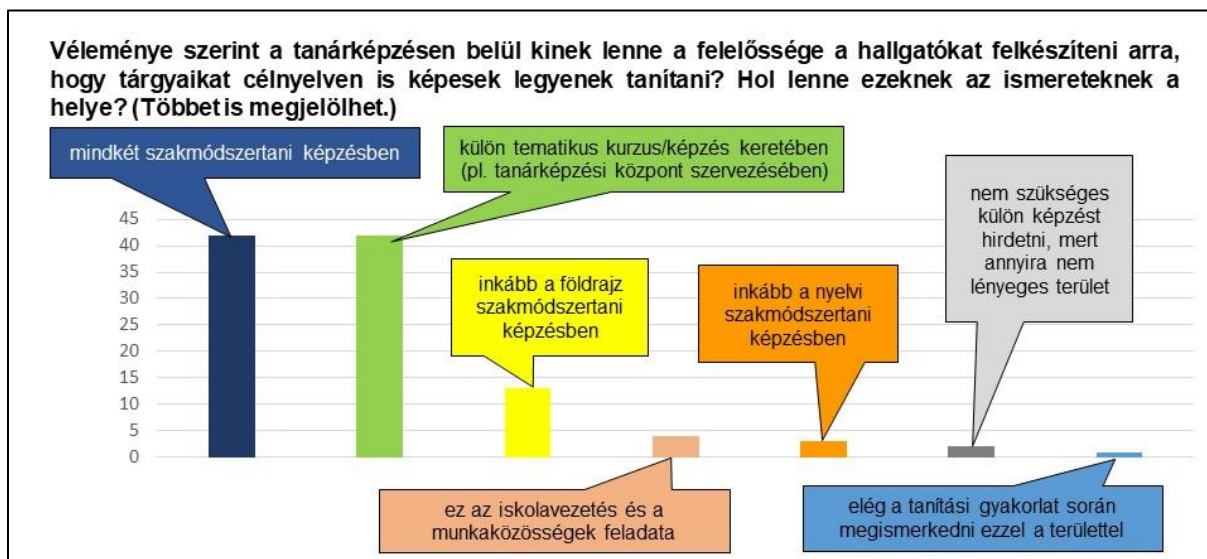 Véleménye szerint a tanárképzésen belül kinek lenne a felelőssége a hallgatókat felkészíteni arra,
hogy tárgyaikat célnyelven is képesek legyenek tanítani? Hol lenne ezeknek az ismereteknek a
helye? (Többet is megjelölhet.)
mindkét szakmódszertani képzésben
külön tematikus kurzus/képzés keretében
(pl. tanárképzési központ szervezésében)
nem szükséges
külön képzést
hirdetni, mert
annyira nem
lényeges terület
inkább a földrajz
szakmódszertani
képzésben
inkább a nyelvi
szakmódszertani
képzésben
45
40
35
30
25
20
15
10
5
0
ez az iskolavezetés és a
munkaközösségek feladata
elég a tanítási gyakorlat során
megismerkedni ezzel a területtel